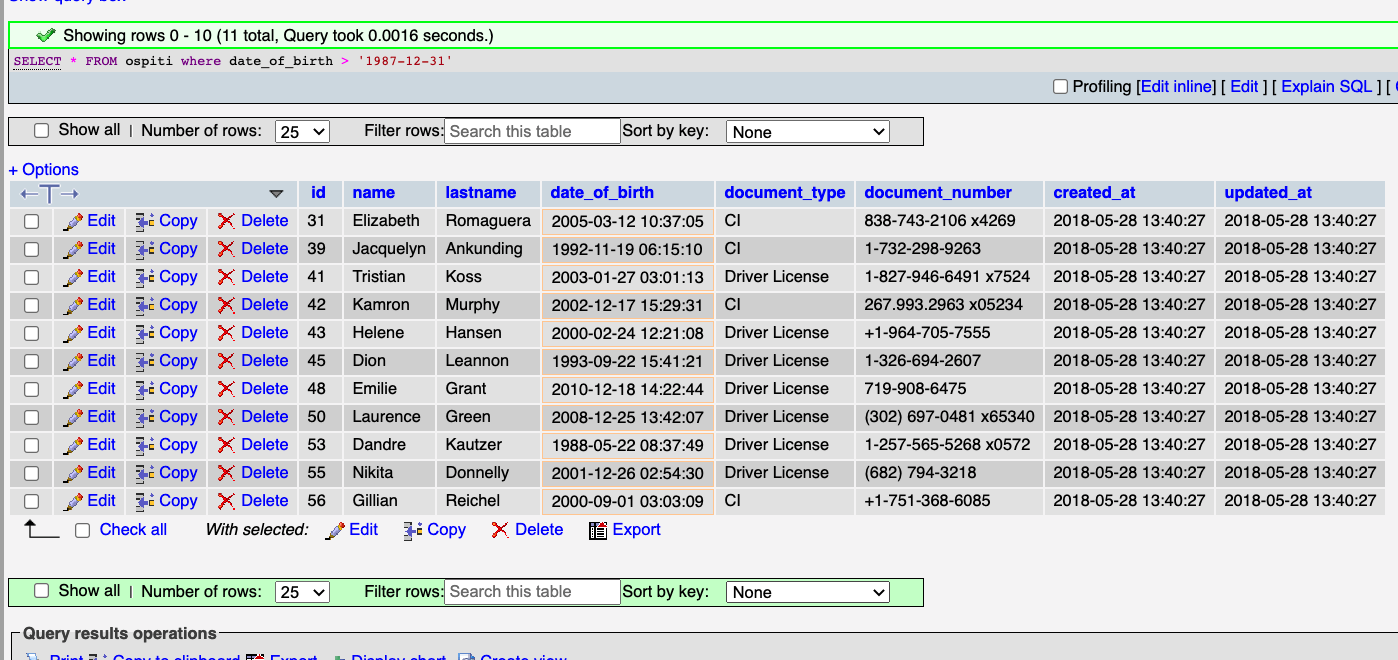 Show query box
Showing rows 0 - 10 (11 total, Query took 0.0016 seconds.)
SELECT * FROM ospiti where date_of_birth > '1987-12-31'
Profiling [Edit inline] [ Edit ] [ Explain SQL ] [
Show all | Number of rows: 25 Filter rows: Search this table Sort by key: None
+ Options
←T→ id name lastname date_of_birth document_type document_number created_at updated_at
Edit Copy Delete 31 Elizabeth Romaguera 2005-03-12 10:37:05 CI 838-743-2106 x4269 2018-05-28 13:40:27 2018-05-28 13:40:27
Edit Copy Delete 39 Jacquelyn Ankunding 1992-11-19 06:15:10 CI 1-732-298-9263 2018-05-28 13:40:27 2018-05-28 13:40:27
Edit Copy Delete 41 Tristian Koss 2003-01-27 03:01:13 Driver License 1-827-946-6491 x7524 2018-05-28 13:40:27 2018-05-28 13:40:27
Edit Copy Delete 42 Kamron Murphy 2002-12-17 15:29:31 CI 267.993.2963 x05234 2018-05-28 13:40:27 2018-05-28 13:40:27
Edit Copy Delete 43 Helene Hansen 2000-02-24 12:21:08 Driver License +1-964-705-7555 2018-05-28 13:40:27 2018-05-28 13:40:27
Edit Copy Delete 45 Dion Leannon 1993-09-22 15:41:21 Driver License 1-326-694-2607 2018-05-28 13:40:27 2018-05-28 13:40:27
Edit Copy Delete 48 Emilie Grant 2010-12-18 14:22:44 Driver License 719-908-6475 2018-05-28 13:40:27 2018-05-28 13:40:27
Edit Copy Delete 50 Laurence Green 2008-12-25 13:42:07 Driver License (302) 697-0481 x65340 2018-05-28 13:40:27 2018-05-28 13:40:27
Edit Copy Delete 53 Dandre Kautzer 1988-05-22 08:37:49 Driver License 1-257-565-5268 x0572 2018-05-28 13:40:27 2018-05-28 13:40:27
Edit Copy Delete 55 Nikita Donnelly 2001-12-26 02:54:30 Driver License (682) 794-3218 2018-05-28 13:40:27 2018-05-28 13:40:27
Edit Copy Delete 56 Gillian Reichel 2000-09-01 03:03:09 CI +1-751-368-6085 2018-05-28 13:40:27 2018-05-28 13:40:27
Check all With selected: Edit Copy Delete Export
Show all | Number of rows: 25 Filter rows: Search this table Sort by key: None
Query results operations
Print Copy to clipboard Export Display chart Create view